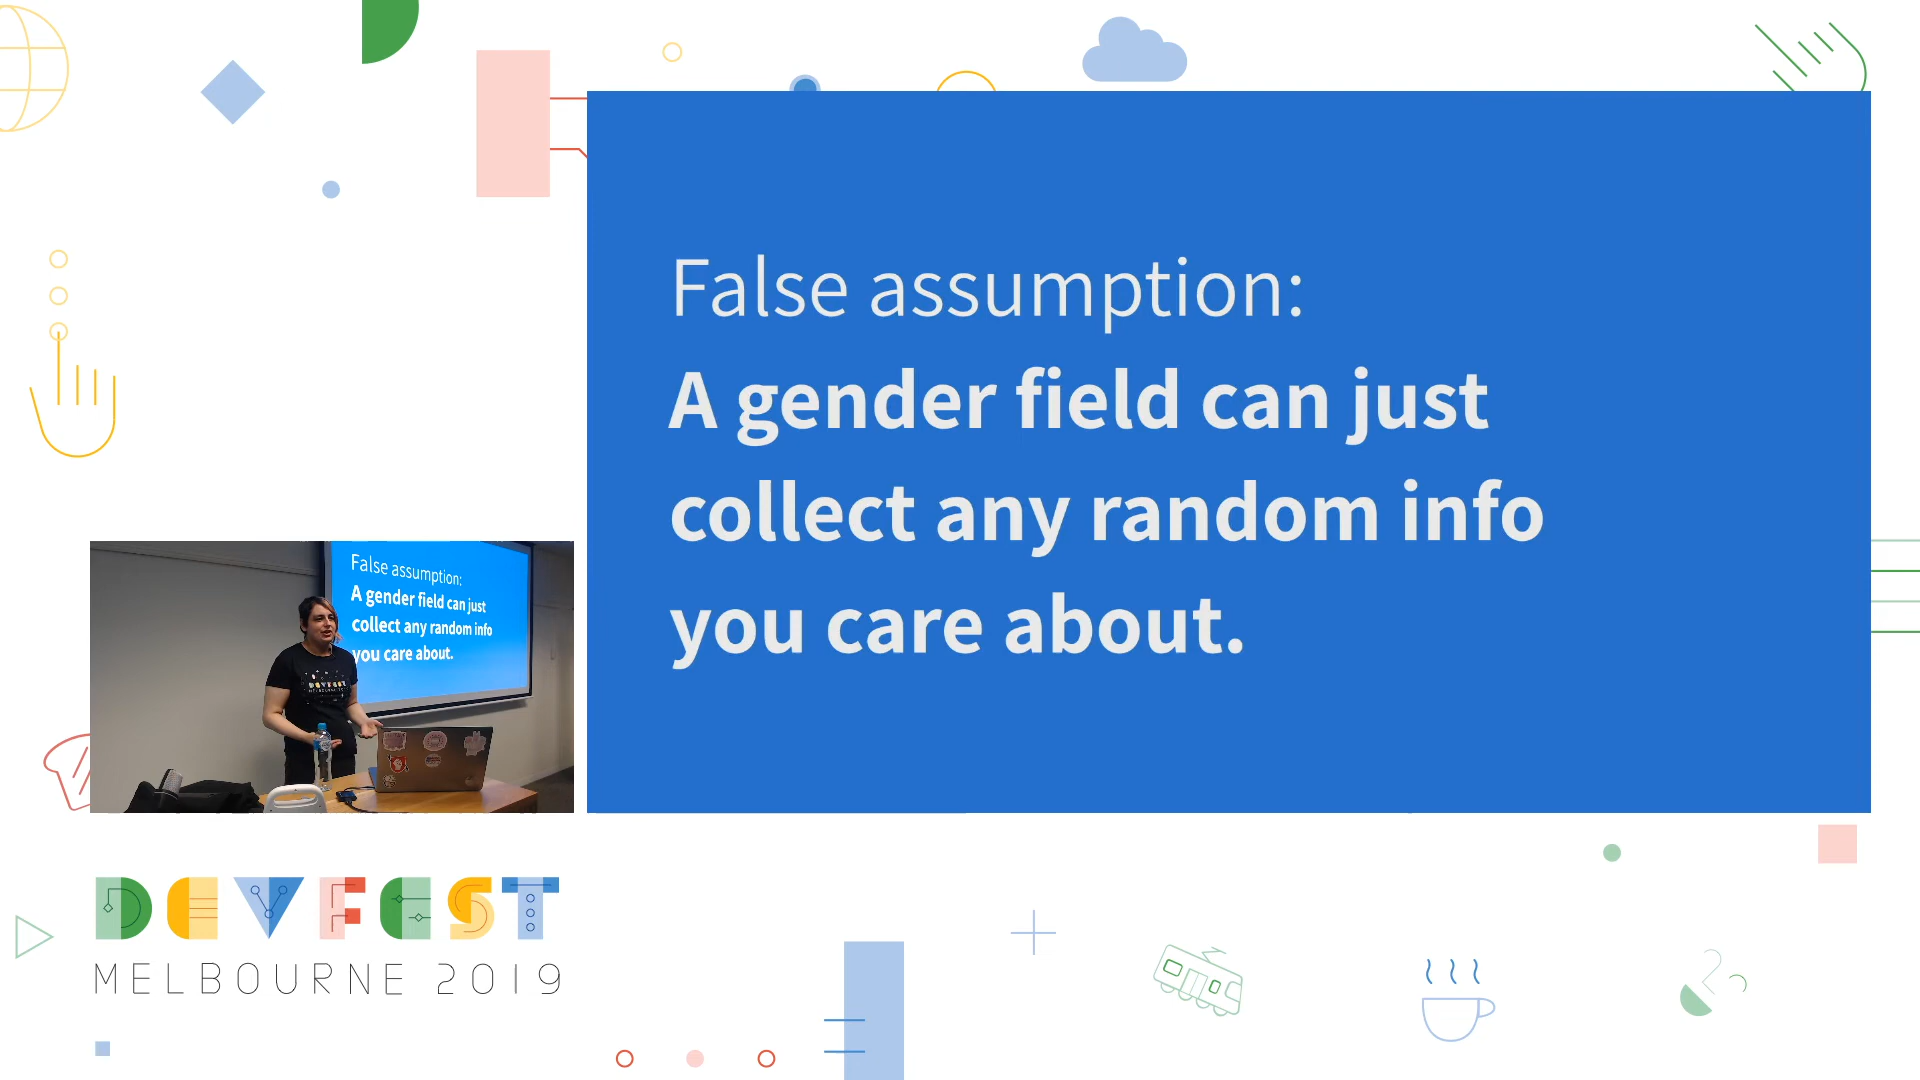 False assumption:
A gender field can just
collect any random info
you care about.
False assumption:
A gender field can just
collect any random info
you care about.
DEVFEST
DEVFEST
MELBOURNE 2019